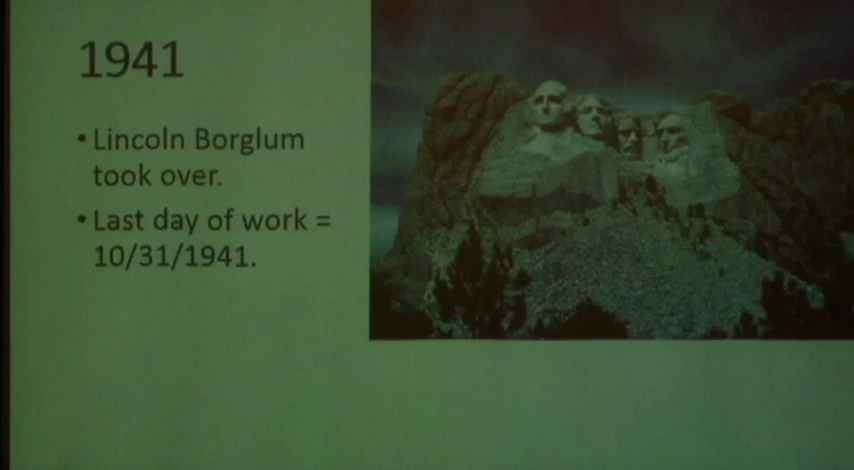 1941
• Lincoln Borglum
took over.
• Last day of work =
10/31/1941.